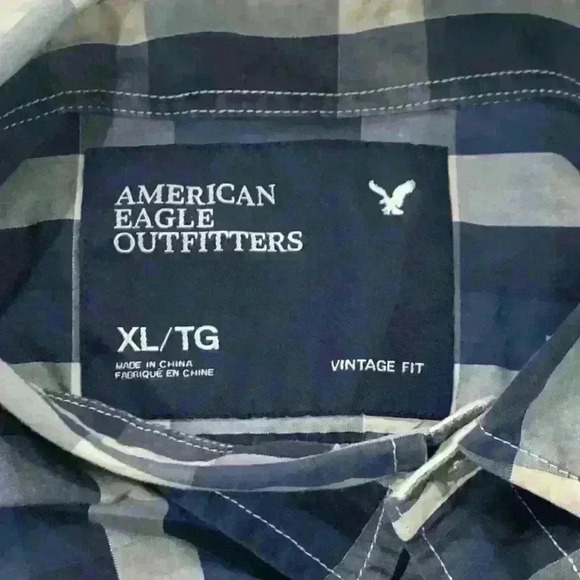 AMERICAN
EAGLE
OUTFITTERS
XL/TG
MADE IN CHINA
FABRIQUÉ EN CHINE
VINTAGE FIT